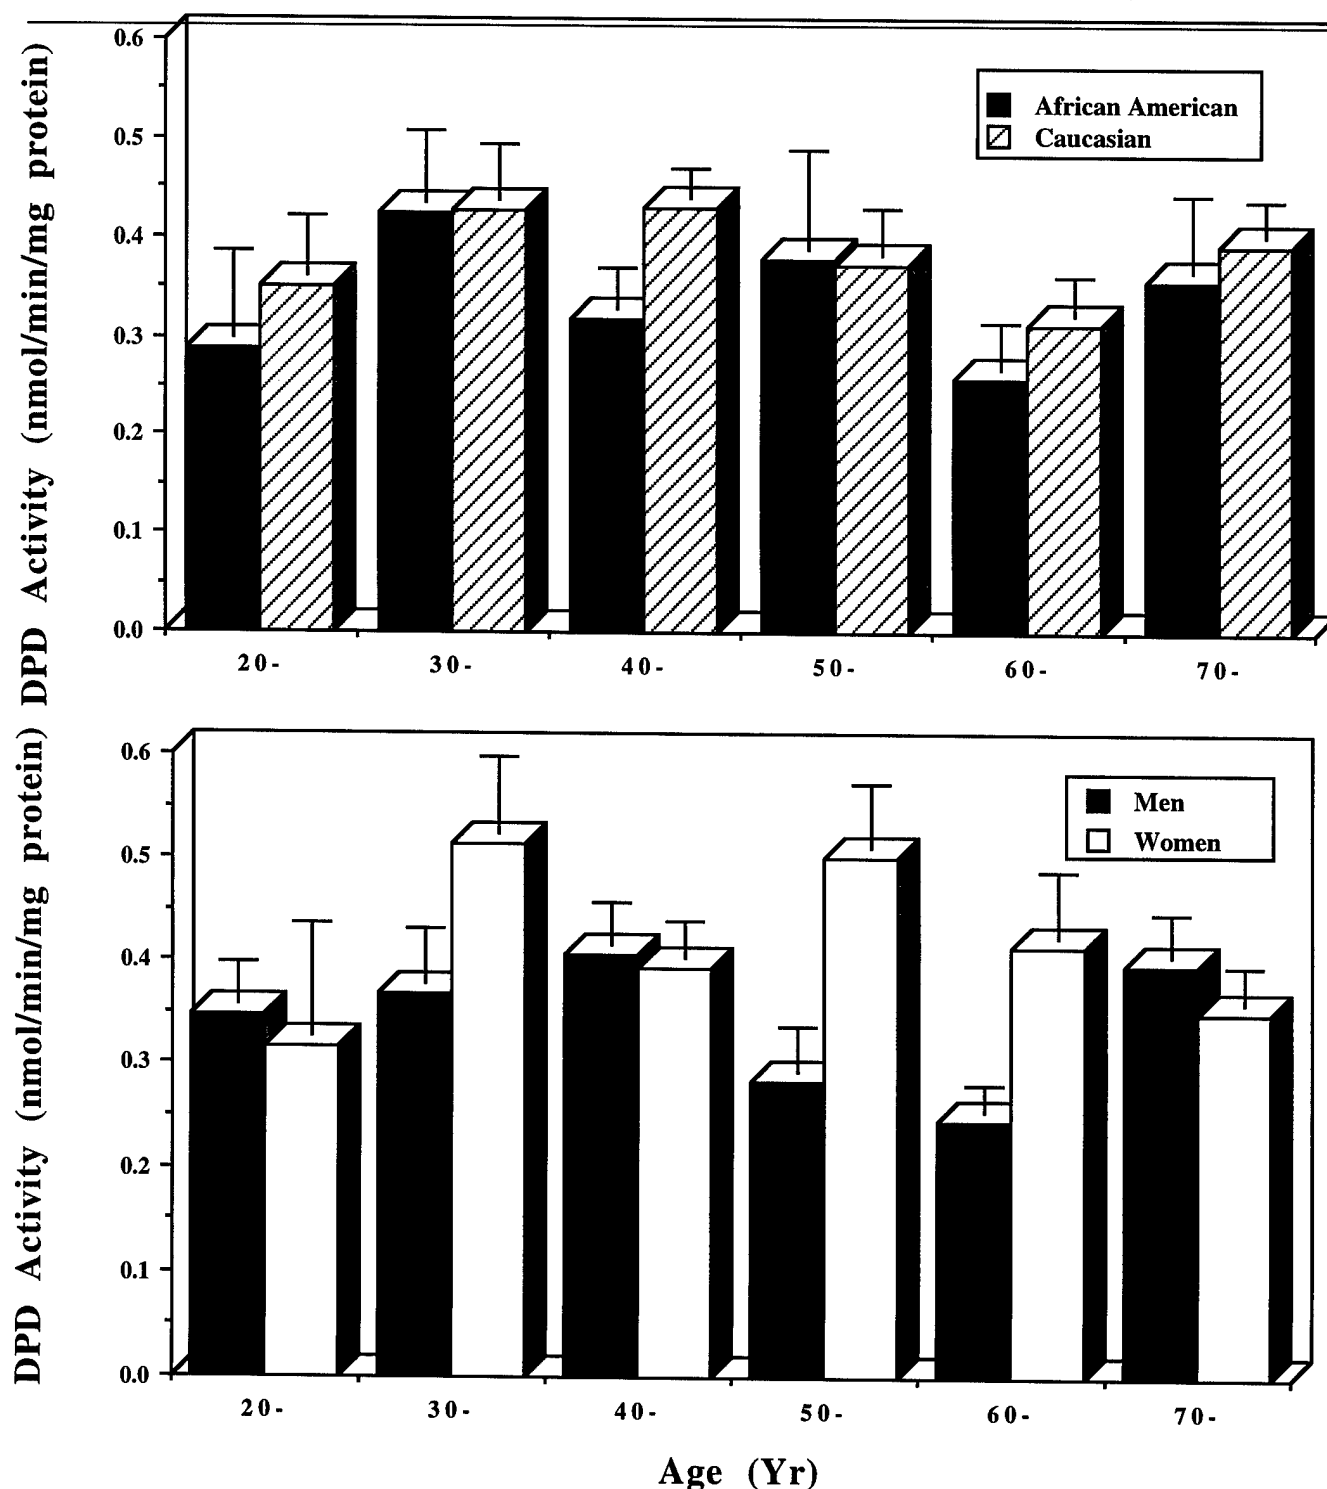 DPD Activity (nmol/min/mg protein)
0.6
0.5
0.4
0.3
0.2
0.1
0.0
African American
Caucasian
20- 30- 40- 50- 60- 70-
DPD Activity (nmol/min/mg protein)
0.6
0.5
0.4
0.3
0.2
0.1
0.0
Men
Women
20- 30- 40- 50- 60- 70-
Age (Yr)